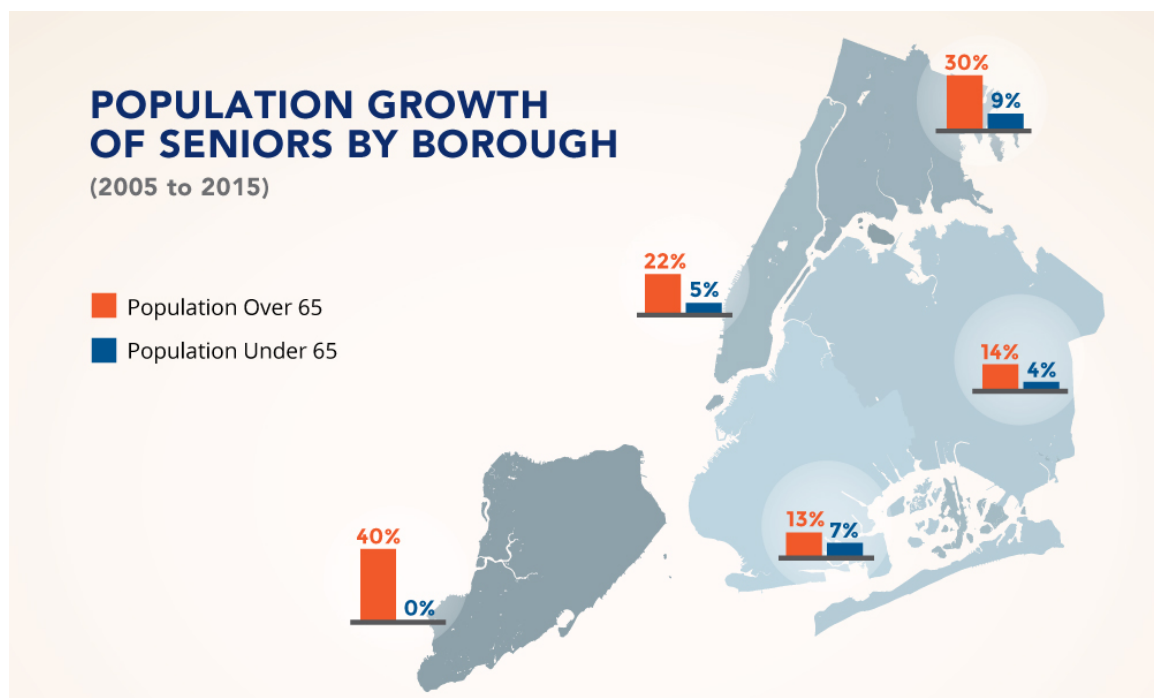 POPULATION GROWTH
OF SENIORS BY BOROUGH
(2005 to 2015)
Population Over 65
Population Under 65
30%
9%
22%
5%
14%
4%
13%
7%
40%
0%